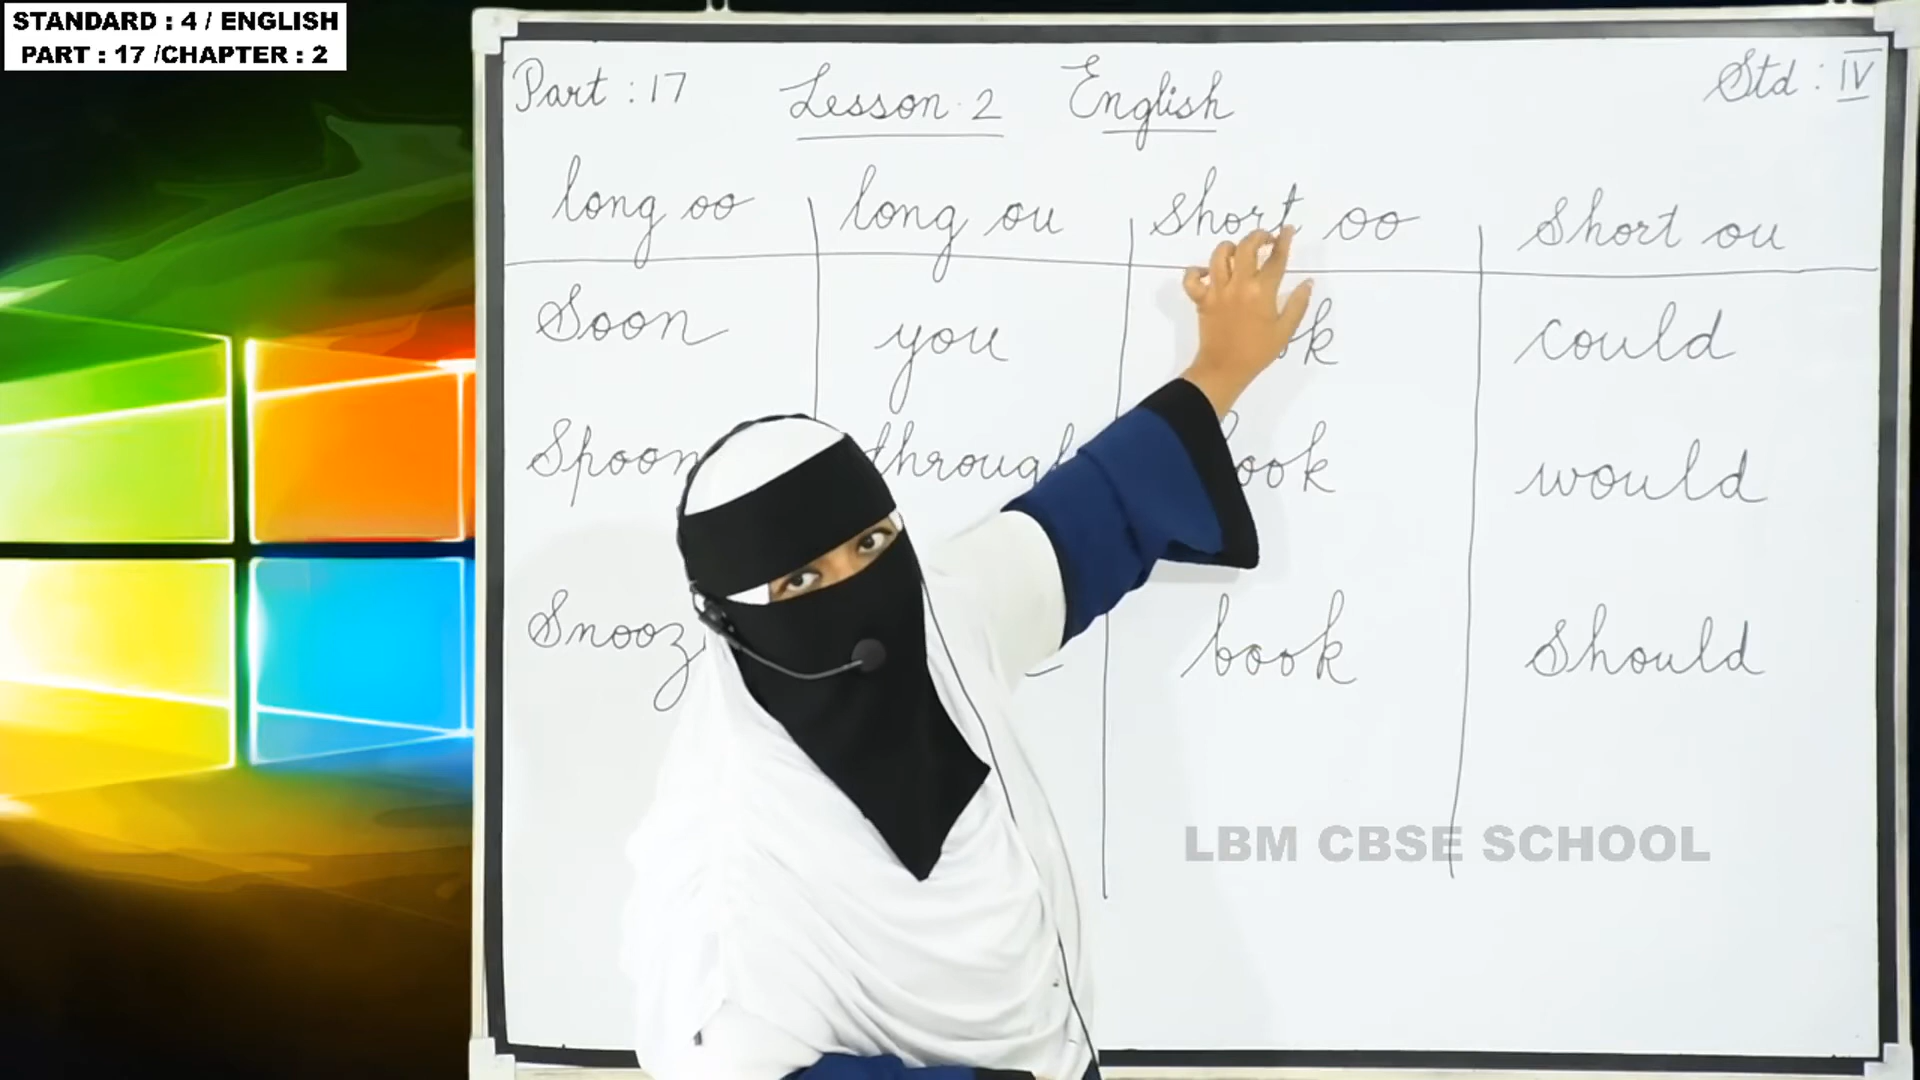 STANDARD : 4 / ENGLISH
PART : 17 /CHAPTER : 2
Part : 17 Lesson 2 English Std : IV
long oo long ou short oo short ou
Soon you could
Spoon would
book should
LBM CBSE SCHOOL